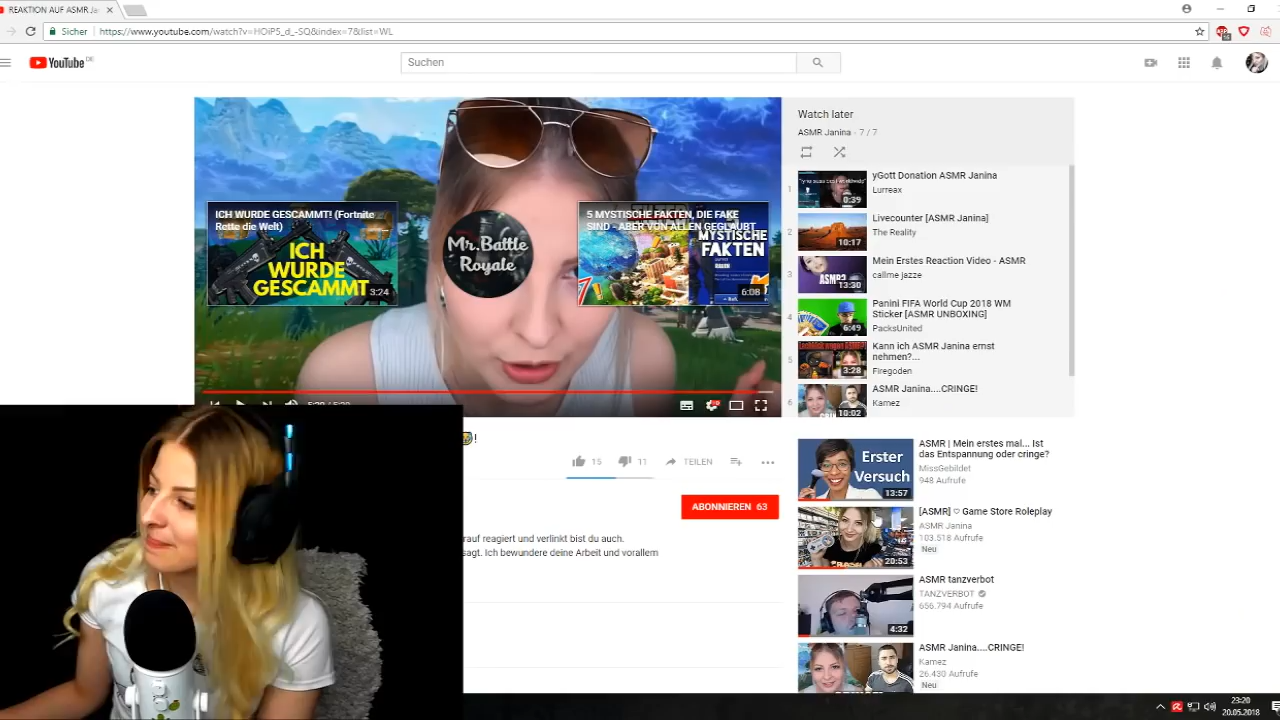 REAKTION AUF ASMR Ja
Sicher
https://www.youtube.com/watch?v=HOiP5_d_-SQ&index=7&list=WL
YouTube DE
Suchen
ICH WURDE GESCAMMT! (Fortnite
Rette die Welt)
ICH
WURDE
GESCAMMT
3:24
Mr.Battle
Royale
5 MYSTISCHE FAKTEN, DIE FAKE
SIND - ABER VON ALLEN GEGLAUBT
MYSTISCHE
FAKTEN
6:08
Watch later
ASMR Janina - 7 / 7
1
yGott Donation ASMR Janina
Lurreax
0:39
2
Livecounter [ASMR Janina]
The Reality
10:17
3
Mein Erstes Reaction Video - ASMR
callme jazze
ASMR?
13:30
4
Panini FIFA World Cup 2018 WM
Sticker [ASMR UNBOXING]
PacksUnited
6:49
5
Kann ich ASMR Janina ernst
nehmen?...
Firegoden
3:28
6
ASMR Janina....CRINGE!
Kamez
10:02
!
15
11
TEILEN
ABONNIEREN 63
rauf reagiert und verlinkt bist du auch.
sagt. Ich bewundere deine Arbeit und vorallem
Erster
Versuch
13:57
ASMR | Mein erstes mal... Ist
das Entspannung oder cringe?
MissGebildet
948 Aufrufe
20:53
[ASMR] ♡ Game Store Roleplay
ASMR Janina
103.518 Aufrufe
Neu
4:32
ASMR tanzverbot
TANZVERBOT
656.794 Aufrufe
ASMR Janina....CRINGE!
Kamez
26.430 Aufrufe
Neu
23:20
20.05.2018